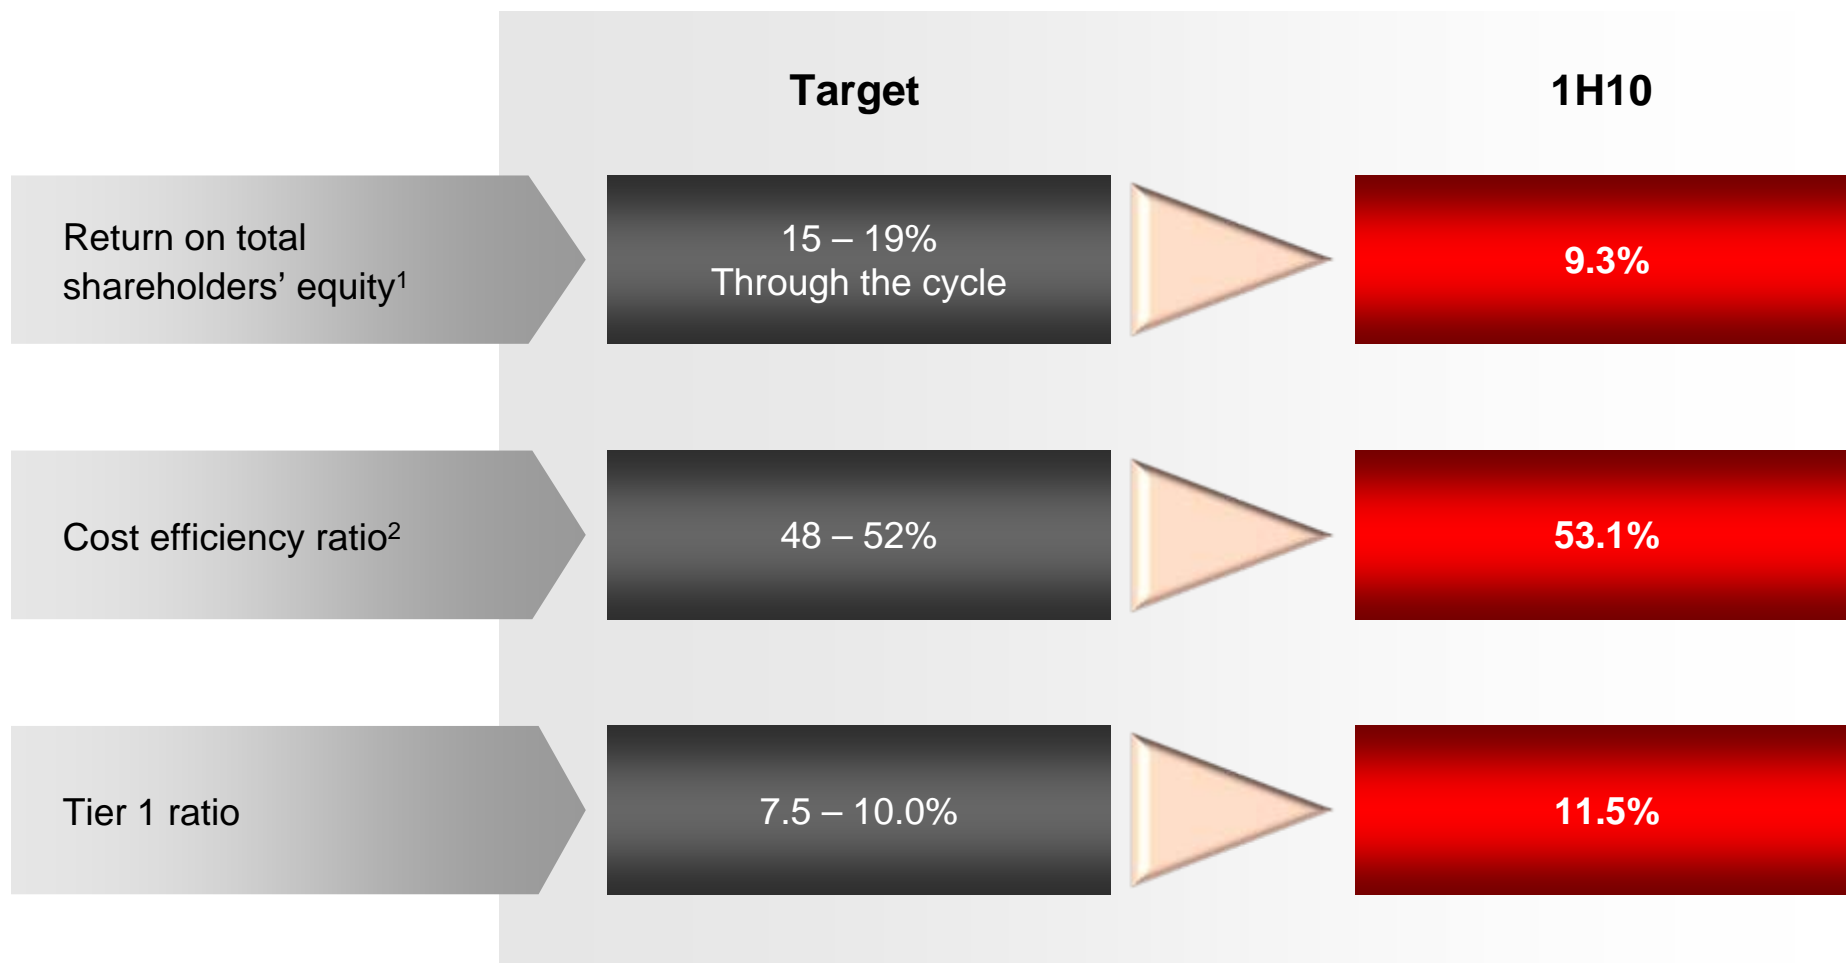 Target
1H10
Return on total
shareholders’ equity¹
15 – 19%
Through the cycle
9.3%
Cost efficiency ratio²
48 – 52%
53.1%
Tier 1 ratio
7.5 – 10.0%
11.5%